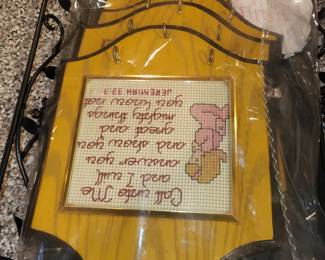 Call unto Me
and I will
answer you
and show you
great and
mighty things
you know not
JEREMIAH 33:3